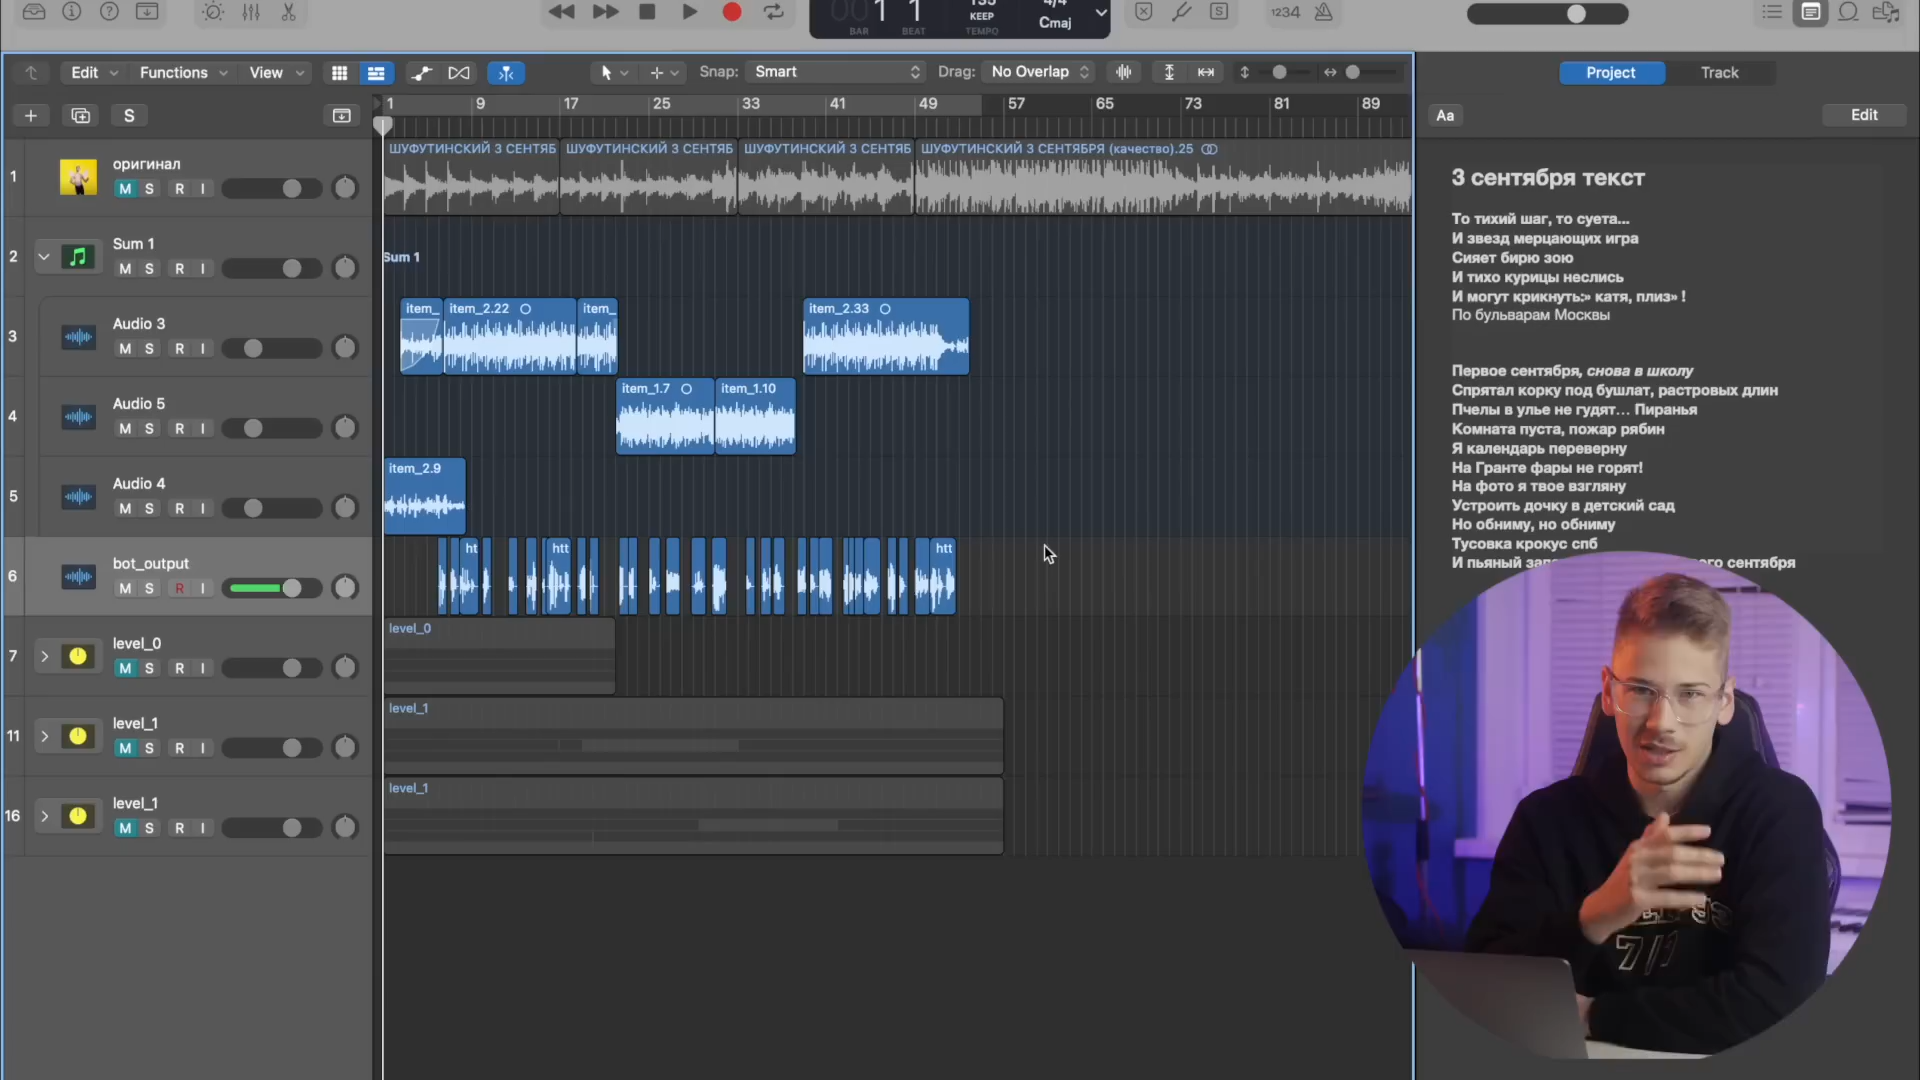 1 1
BAR
BEAT
KEEP
TEMPO
4/4
Cmaj
1234
Edit
Functions
View
Snap:
Smart
Drag:
No Overlap
Project
Track
S
1
9
17
25
33
41
49
57
65
73
81
89
Aa
Edit
1
оригинал
M S R I
ШУФУТИНСКИЙ 3 СЕНТЯБ
ШУФУТИНСКИЙ 3 СЕНТЯБ
ШУФУТИНСКИЙ 3 СЕНТЯБ
ШУФУТИНСКИЙ 3 СЕНТЯБРЯ (качество).25
2
Sum 1
M S R I
Sum 1
3
Audio 3
M S R I
item_
item_2.22
item_
item_2.33
4
Audio 5
M S R I
item_1.7
item_1.10
5
Audio 4
M S R I
item_2.9
6
bot_output
M S R I
ht
htt
htt
7
level_0
M S R I
level_0
11
level_1
M S R I
level_1
16
level_1
M S R I
level_1
3 сентября текст
То тихий шаг, то суета...
И звезд мерцающих игра
Сияет бирю зою
И тихо курицы неслись
И могут крикнуть:» катя, плиз» !
По бульварам Москвы
Первое сентября, снова в школу
Спрятал корку под бушлат, растровых длин
Пчелы в улье не гудят... Пиранья
Комната пуста, пожар рябин
Я календарь переверну
На Гранте фары не горят!
На фото я твое взгляну
Устроить дочку в детский сад
Но обниму, но обниму
Тусовка крокус спб
И пьяный
сентября
7/1